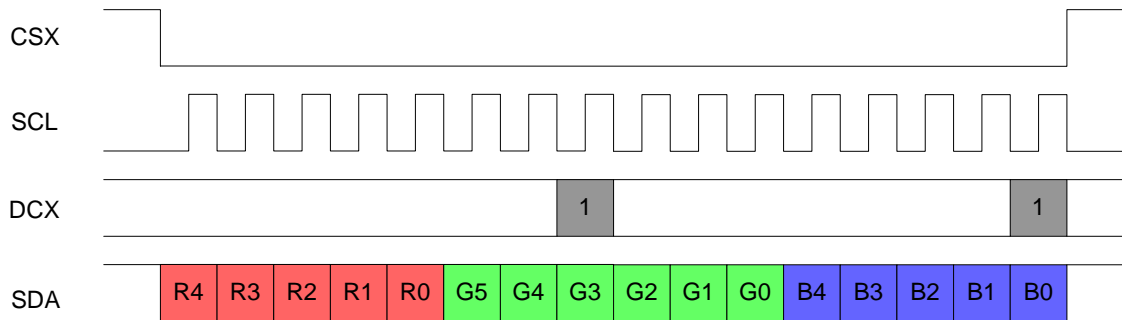 CSX
SCL
DCX 1 1
SDA R4 R3 R2 R1 R0 G5 G4 G3 G2 G1 G0 B4 B3 B2 B1 B0